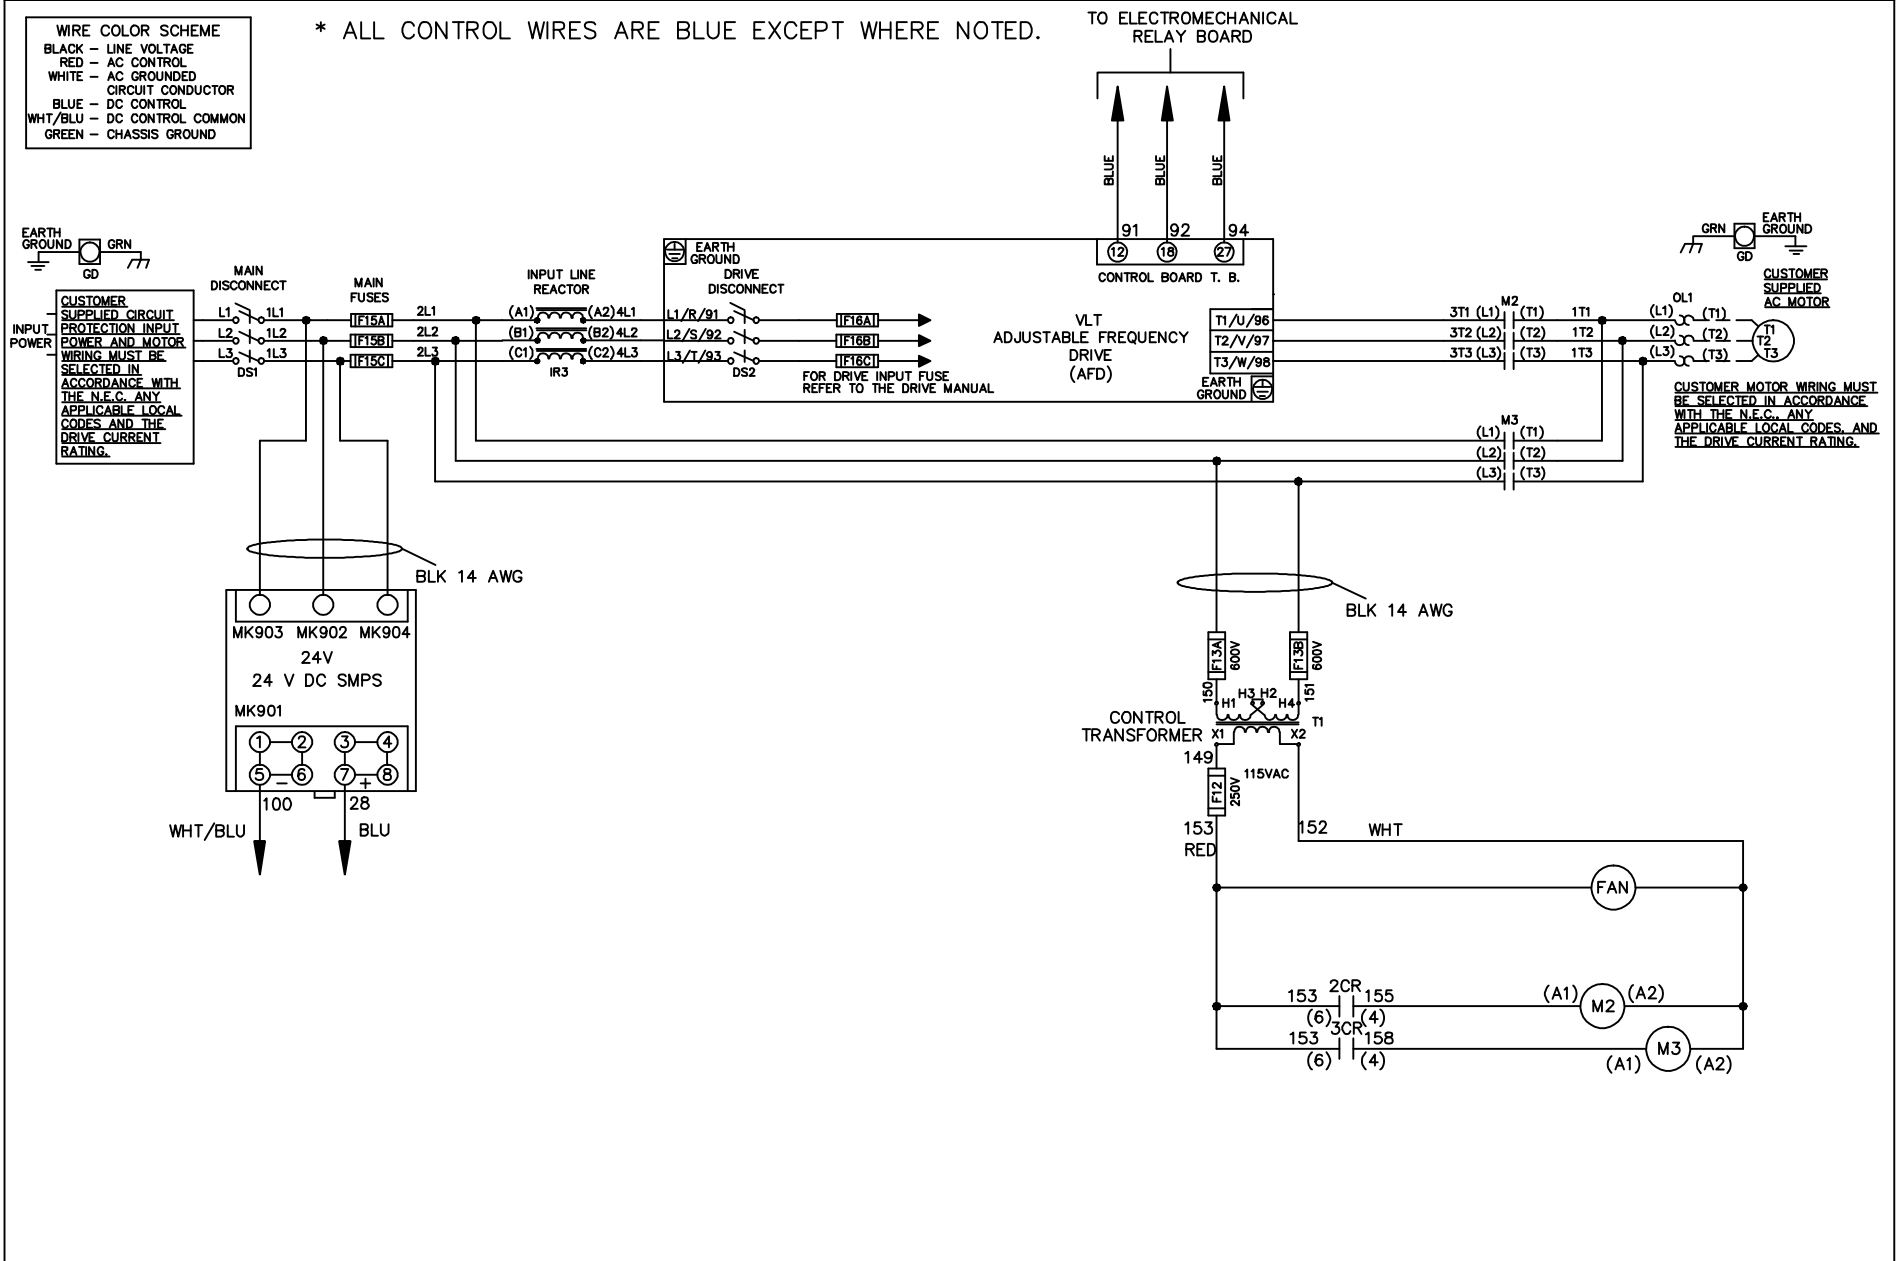 WIRE COLOR SCHEME
BLACK – LINE VOLTAGE
RED – AC CONTROL
WHITE – AC GROUNDED
CIRCUIT CONDUCTOR
BLUE – DC CONTROL
WHT/BLU – DC CONTROL COMMON
GREEN – CHASSIS GROUND
* ALL CONTROL WIRES ARE BLUE EXCEPT WHERE NOTED.
TO ELECTROMECHANICAL
RELAY BOARD
BLUE
BLUE
BLUE
91 92 94
12 18 27
CONTROL BOARD T. B.
EARTH
GROUND
GRN
GD
INPUT
POWER
CUSTOMER
SUPPLIED CIRCUIT
PROTECTION INPUT
POWER AND MOTOR
WIRING MUST BE
SELECTED IN
ACCORDANCE WITH
THE N.E.C. ANY
APPLICABLE LOCAL
CODES AND THE
DRIVE CURRENT
RATING.
MAIN
DISCONNECT
L1 1L1
L2 1L2
L3 1L3
DS1
MAIN
FUSES
F15A
F15B
F15C
2L1
2L2
2L3
INPUT LINE
REACTOR
(A1) (A2) 4L1
(B1) (B2) 4L2
(C1) (C2) 4L3
IR3
EARTH
GROUND
DRIVE
DISCONNECT
L1/R/91
L2/S/92
L3/T/93
DS2
F16A
F16B
F16C
FOR DRIVE INPUT FUSE
REFER TO THE DRIVE MANUAL
VLT
ADJUSTABLE FREQUENCY
DRIVE
(AFD)
T1/U/96
T2/V/97
T3/W/98
EARTH
GROUND
M2
3T1 (L1) (T1) 1T1
3T2 (L2) (T2) 1T2
3T3 (L3) (T3) 1T3
OL1
(L1) (T1)
(L2) (T2)
(L3) (T3)
T1
T2
T3
GRN
EARTH
GROUND
GD
CUSTOMER
SUPPLIED
AC MOTOR
CUSTOMER MOTOR WIRING MUST
BE SELECTED IN ACCORDANCE
WITH THE N.E.C., ANY
APPLICABLE LOCAL CODES, AND
THE DRIVE CURRENT RATING.
M3
(L1) (T1)
(L2) (T2)
(L3) (T3)
BLK 14 AWG
MK903 MK902 MK904
24V
24 V DC SMPS
MK901
1 2 3 4
5 6 7 8
– +
100 28
WHT/BLU BLU
BLK 14 AWG
F13A
600V
F13B
600V
150
151
H1 H3 H2 H4
T1
CONTROL
TRANSFORMER
X1 X2
149
115VAC
F12
250V
153
RED
152 WHT
FAN
153 2CR 155
(6) (4)
(A1) M2 (A2)
153 3CR 158
(6) (4)
(A1) M3 (A2)